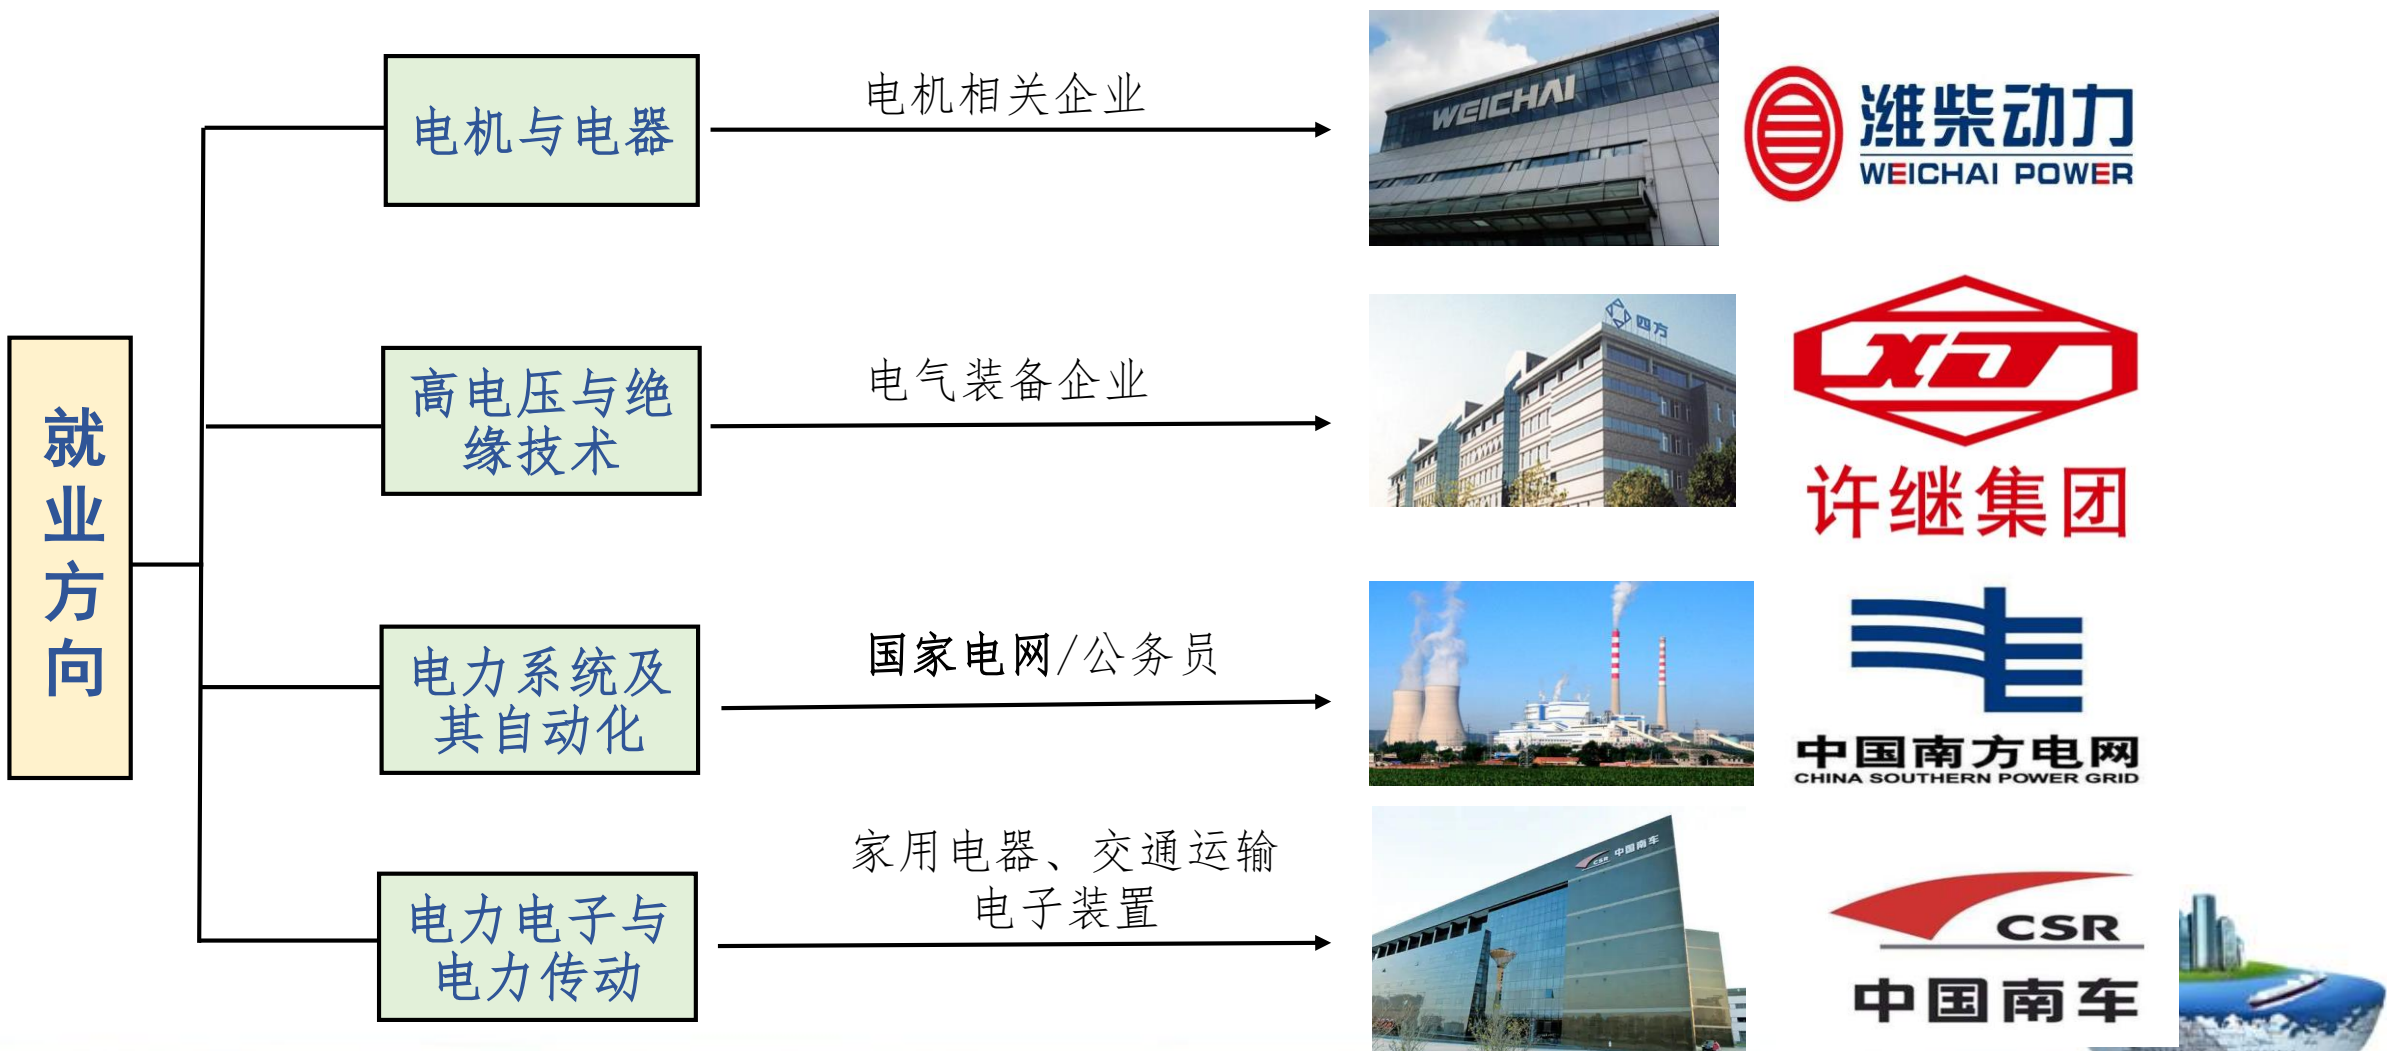 就业方向
电机与电器
电机相关企业
WEICHAI
潍柴动力
WEICHAI POWER
高电压与绝
缘技术
电气装备企业
四方
XJ
许继集团
电力系统及
其自动化
国家电网/公务员
中国南方电网
CHINA SOUTHERN POWER GRID
电力电子与
电力传动
家用电器、交通运输
电子装置
CSR 中国南车
CSR
中国南车